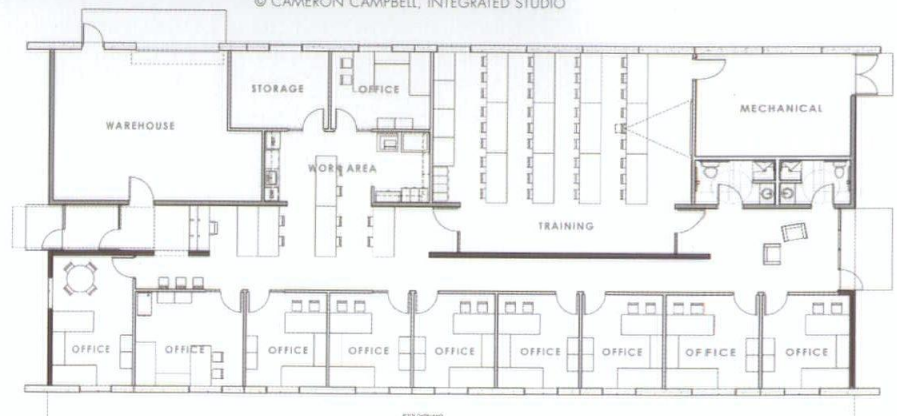 © CAMERON CAMPBELL, INTEGRATED STUDIO
WAREHOUSE
STORAGE
OFFICE
WORK AREA
TRAINING
MECHANICAL
OFFICE
OFFICE
OFFICE
OFFICE
OFFICE
OFFICE
OFFICE
OFFICE
OFFICE